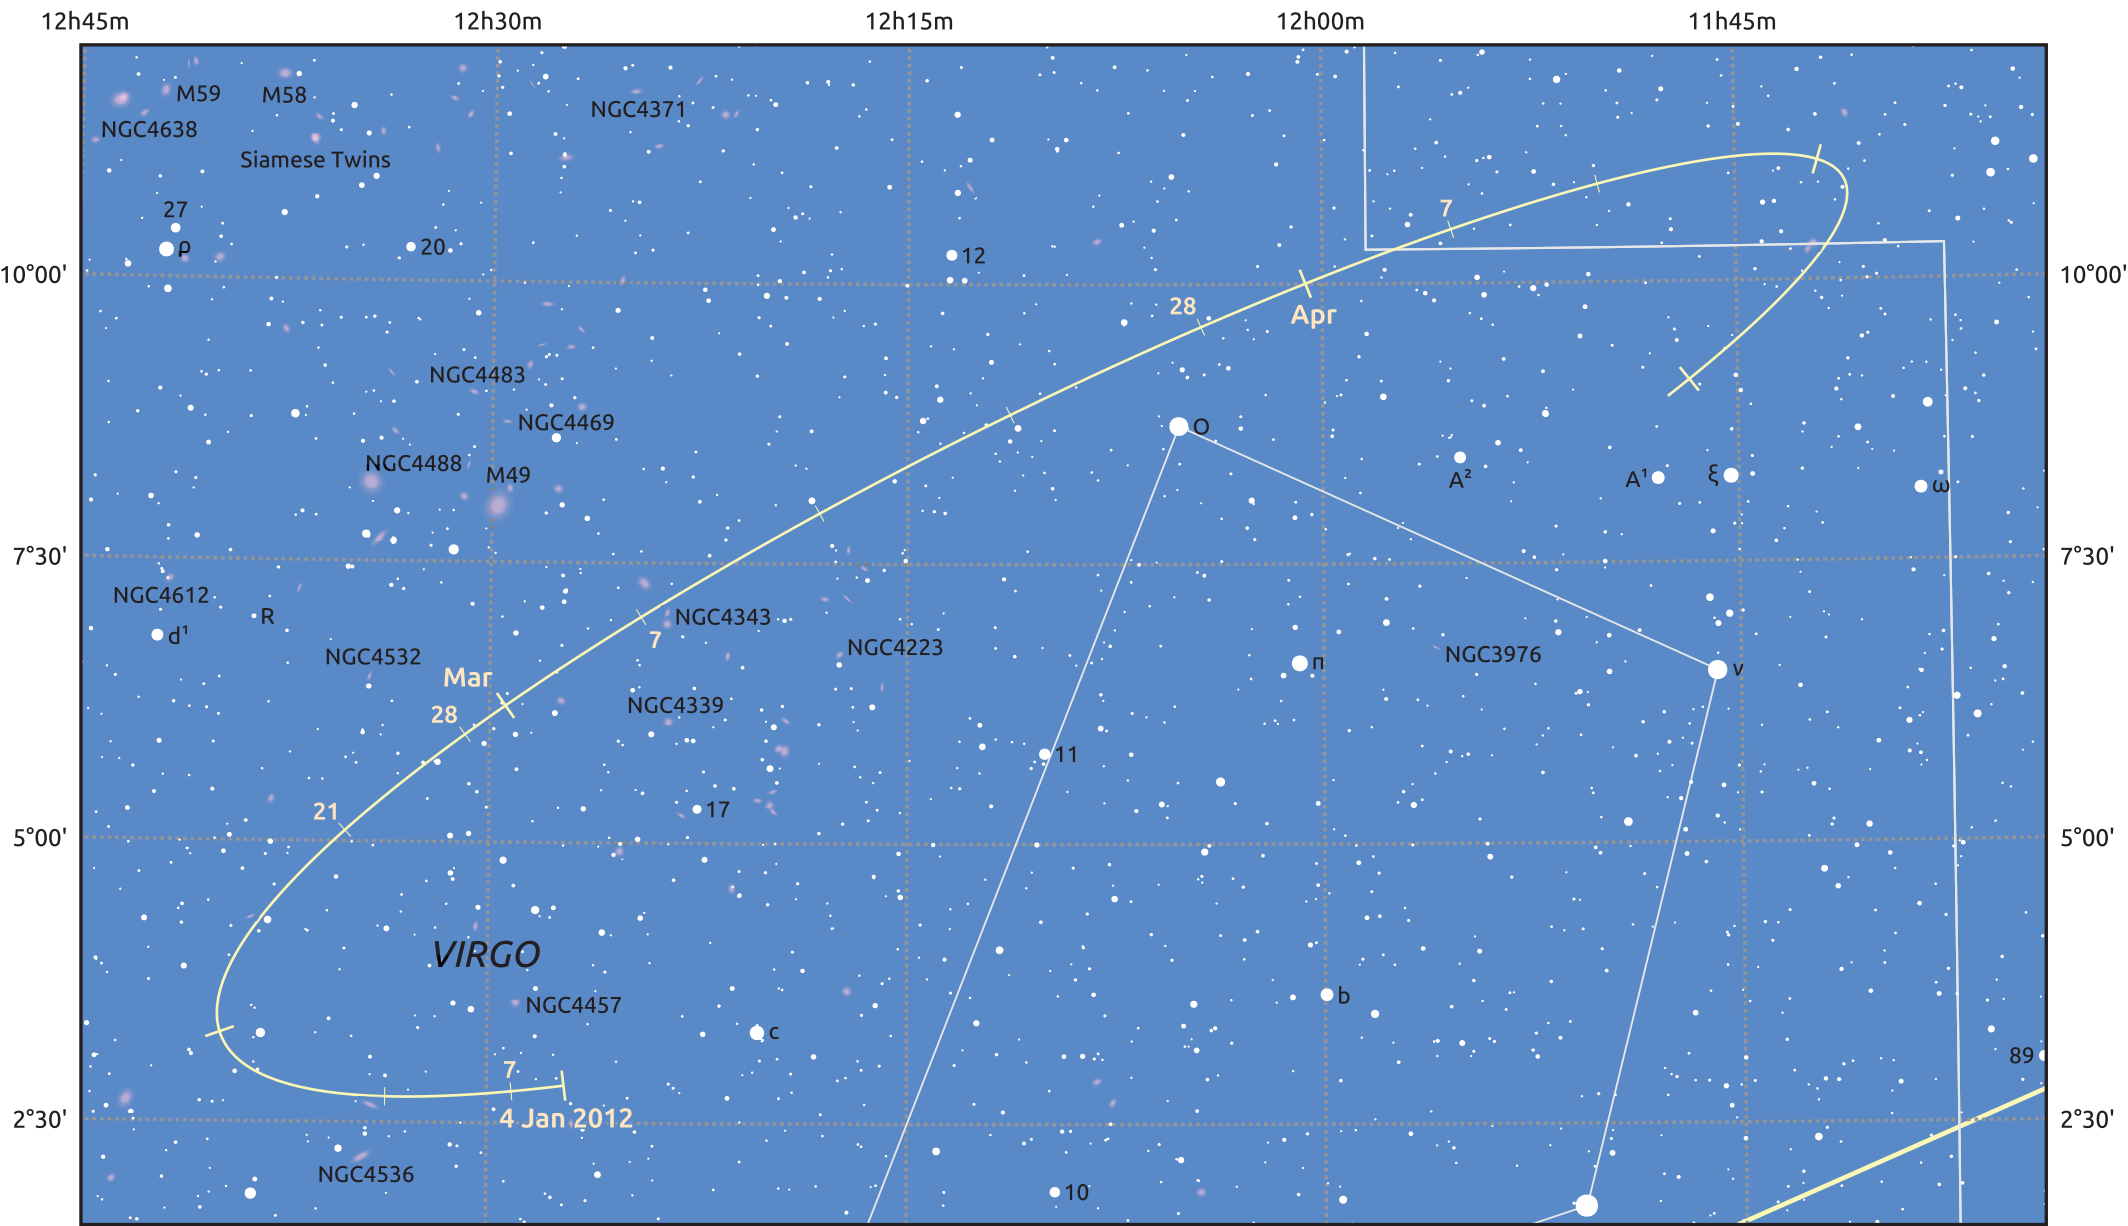 12h45m 12h30m 12h15m 12h00m 11h45m
M59 M58
NGC4371
NGC4638
Siamese Twins
27
7
ρ 20 12
10°00' 10°00'
28
Apr
NGC4483
NGC4469
O
NGC4488
M49
A² A¹ ξ ω
7°30' 7°30'
NGC4612
R NGC4343
d¹ 7
NGC4532 NGC4223 NGC3976
π ν
Mar
28 NGC4339
11
21 17
5°00' 5°00'
VIRGO
NGC4457 b
c
89
7
4 Jan 2012
2°30' 2°30'
NGC4536
10